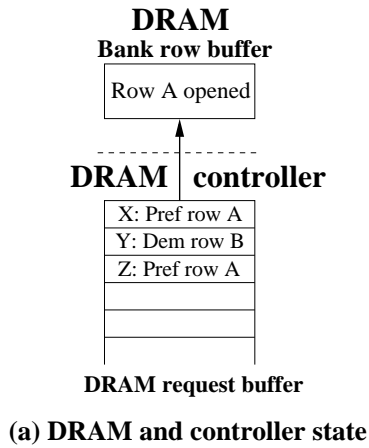 DRAM
Bank row buffer
Row A opened
DRAM controller
X: Pref row A
Y: Dem row B
Z: Pref row A
DRAM request buffer
(a) DRAM and controller state